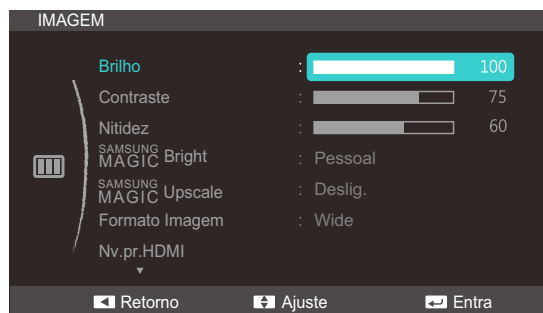 IMAGEM
Brilho : 100
Contraste : 75
Nitidez : 60
SAMSUNG MAGIC Bright : Pessoal
SAMSUNG MAGIC Upscale : Deslig.
Formato Imagem : Wide
Nv.pr.HDMI
Retorno Ajuste Entra